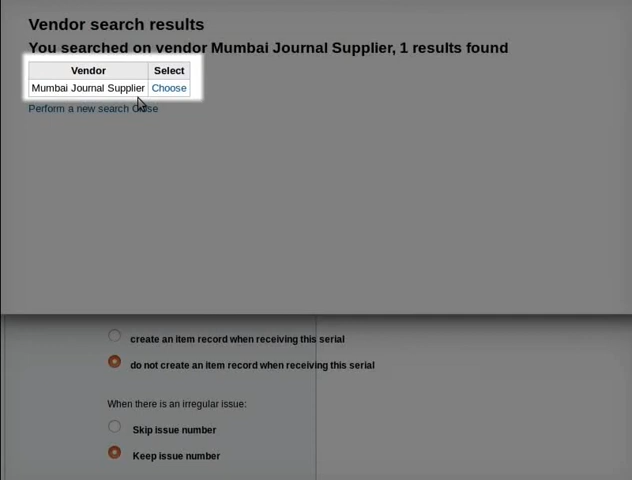 Vendor search results
You searched on vendor Mumbai Journal Supplier, 1 results found
Vendor Select
Mumbai Journal Supplier Choose
Perform a new search Close
create an item record when receiving this serial
do not create an item record when receiving this serial
When there is an irregular issue:
Skip issue number
Keep issue number